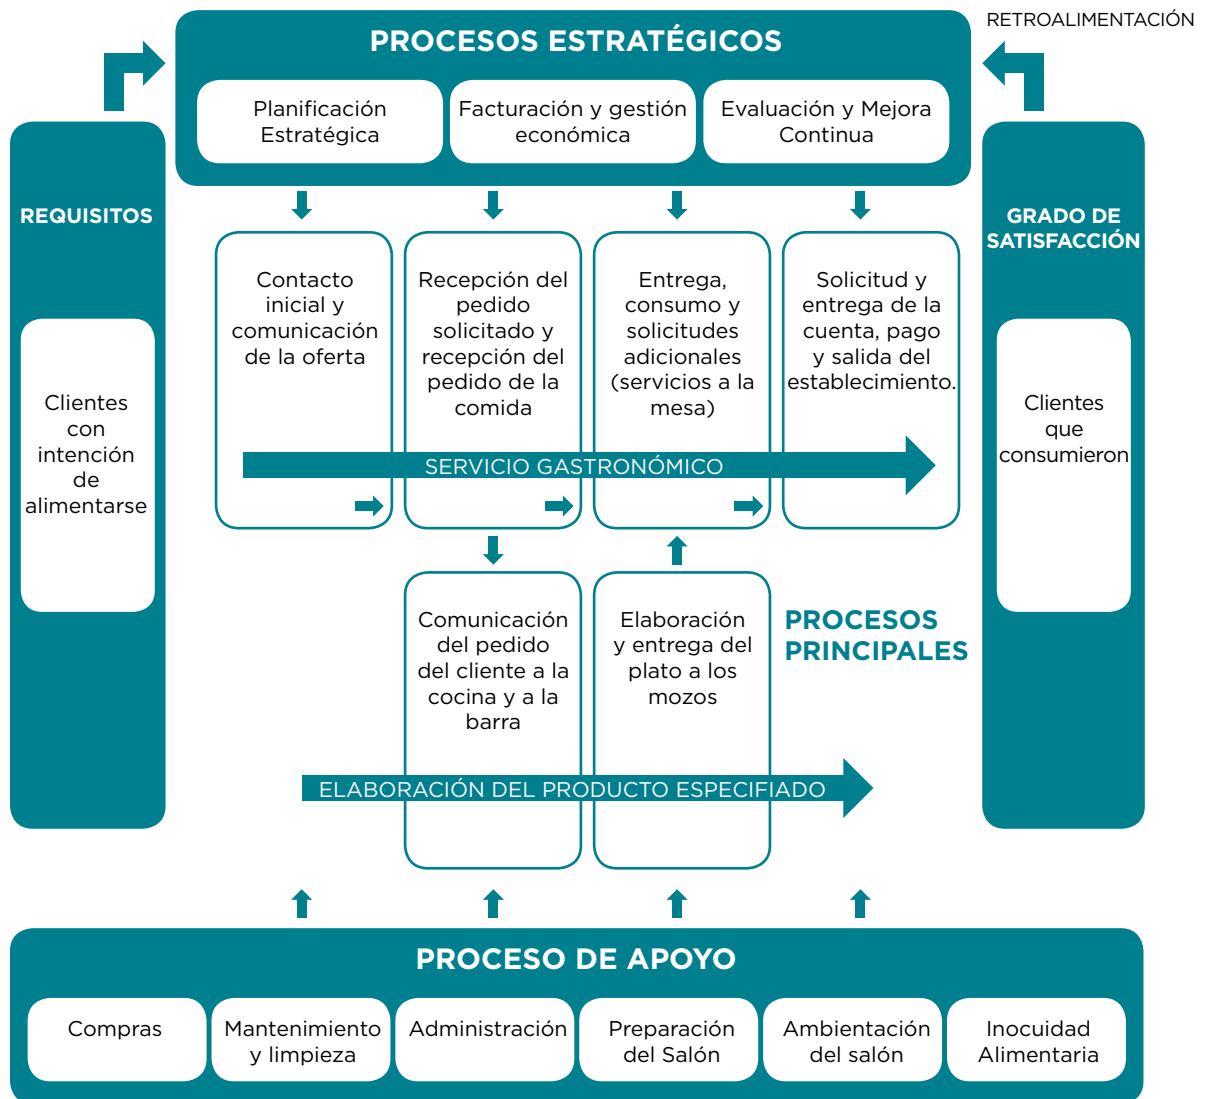 RETROALIMENTACIÓN
PROCESOS ESTRATÉGICOS
Planificación
Estratégica
Facturación y gestión
económica
Evaluación y Mejora
Continua
REQUISITOS
Clientes
con
intención
de
alimentarse
Contacto
inicial y
comunicación
de la oferta
Recepción del
pedido
solicitado y
recepción del
pedido de la
comida
Entrega,
consumo y
solicitudes
adicionales
(servicios a la
mesa)
Solicitud y
entrega de la
cuenta, pago
y salida del
establecimiento.
SERVICIO GASTRONÓMICO
GRADO DE
SATISFACCIÓN
Clientes
que
consumieron
Comunicación
del pedido
del cliente a la
cocina y a la
barra
Elaboración
y entrega del
plato a los
mozos
PROCESOS
PRINCIPALES
ELABORACIÓN DEL PRODUCTO ESPECIFIADO
PROCESO DE APOYO
Compras
Mantenimiento
y limpieza
Administración
Preparación
del Salón
Ambientación
del salón
Inocuidad
Alimentaria